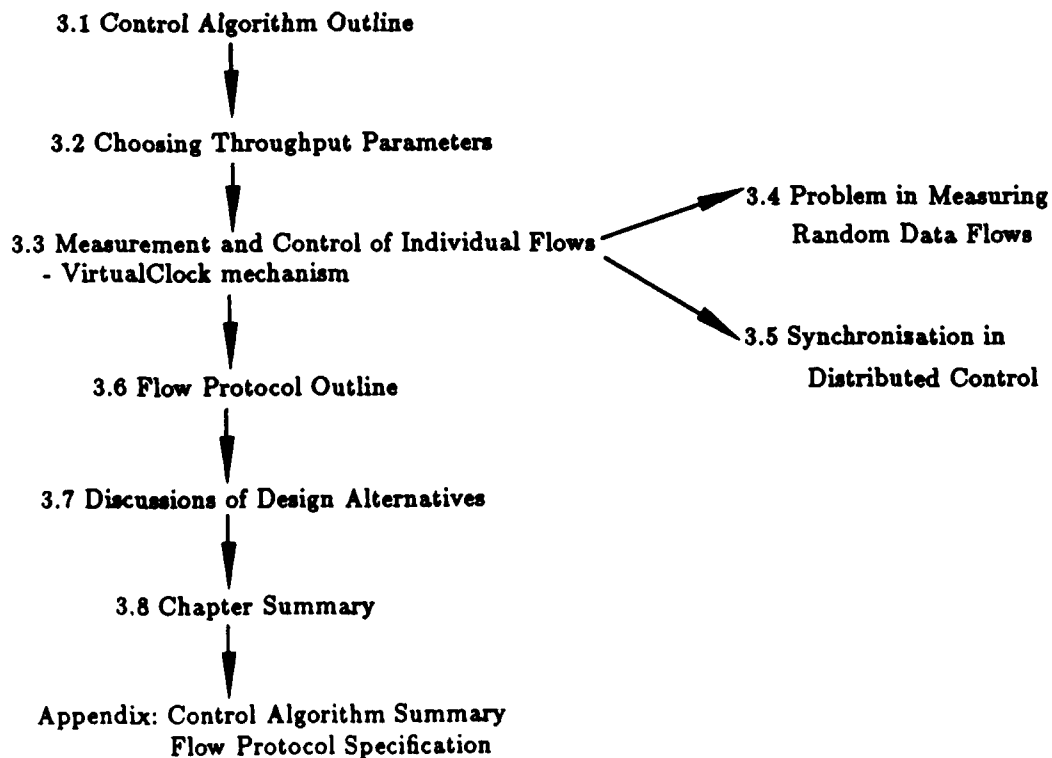 3.1 Control Algorithm Outline
3.2 Choosing Throughput Parameters
3.3 Measurement and Control of Individual Flows
- VirtualClock mechanism
3.4 Problem in Measuring
Random Data Flows
3.5 Synchronisation in
Distributed Control
3.6 Flow Protocol Outline
3.7 Discussions of Design Alternatives
3.8 Chapter Summary
Appendix: Control Algorithm Summary
Flow Protocol Specification